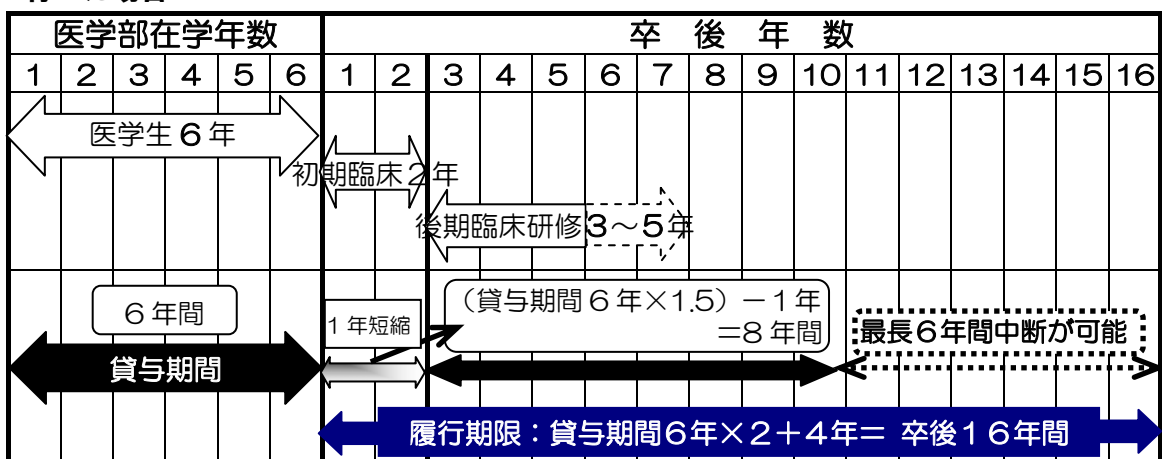 医学部在学年数 卒後年数
1 2 3 4 5 6 1 2 3 4 5 6 7 8 9 10 11 12 13 14 15 16
医学生6年
初期臨床2年
後期臨床研修3～5年
6年間
1年短縮
（貸与期間6年×1.5）－1年
＝8年間
最長6年間中断が可能
貸与期間
履行期限：貸与期間6年×2＋4年＝ 卒後16年間